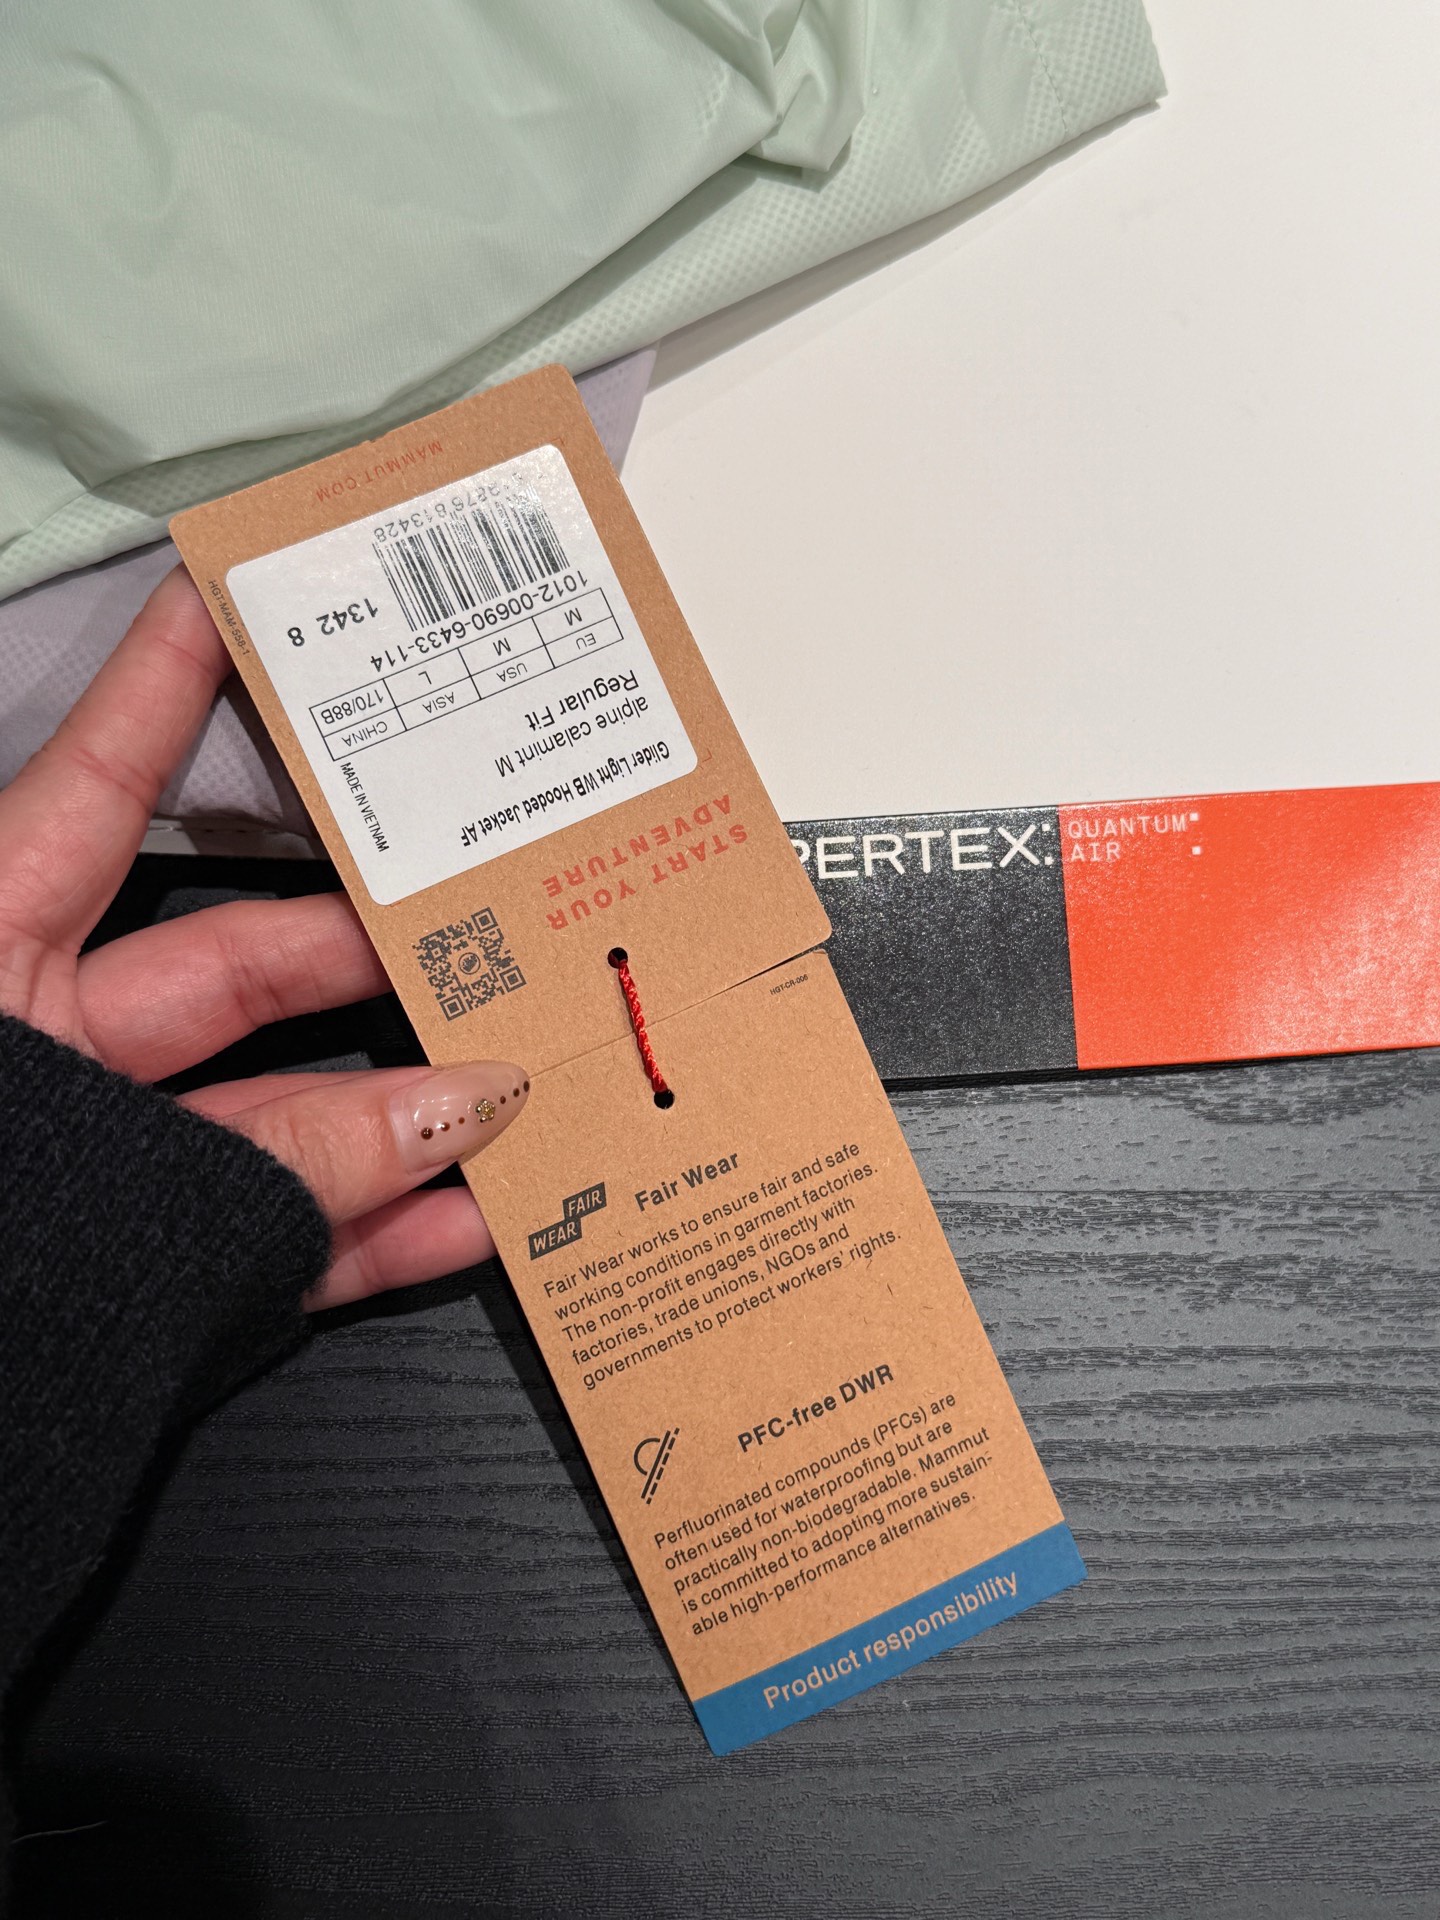 MAMMUT.COM
813428
1342 8
1012-00690-6433-114
M M L 170/88B
EU USA ASIA CHINA
Regular Fit
alpine calamint M
Glider Light WB Hooded Jacket AF
MADE IN VIETNAM
HGT-MAM-558-1
START YOUR
ADVENTURE
HGT-CR-006
FAIR
WEAR
Fair Wear
Fair Wear works to ensure fair and safe
working conditions in garment factories.
The non-profit engages directly with
factories, trade unions, NGOs and
governments to protect workers' rights.
PFC-free DWR
Perfluorinated compounds (PFCs) are
often used for waterproofing but are
practically non-biodegradable. Mammut
is committed to adopting more sustain-
able high-performance alternatives.
Product responsibility
PERTEX:
QUANTUM
AIR